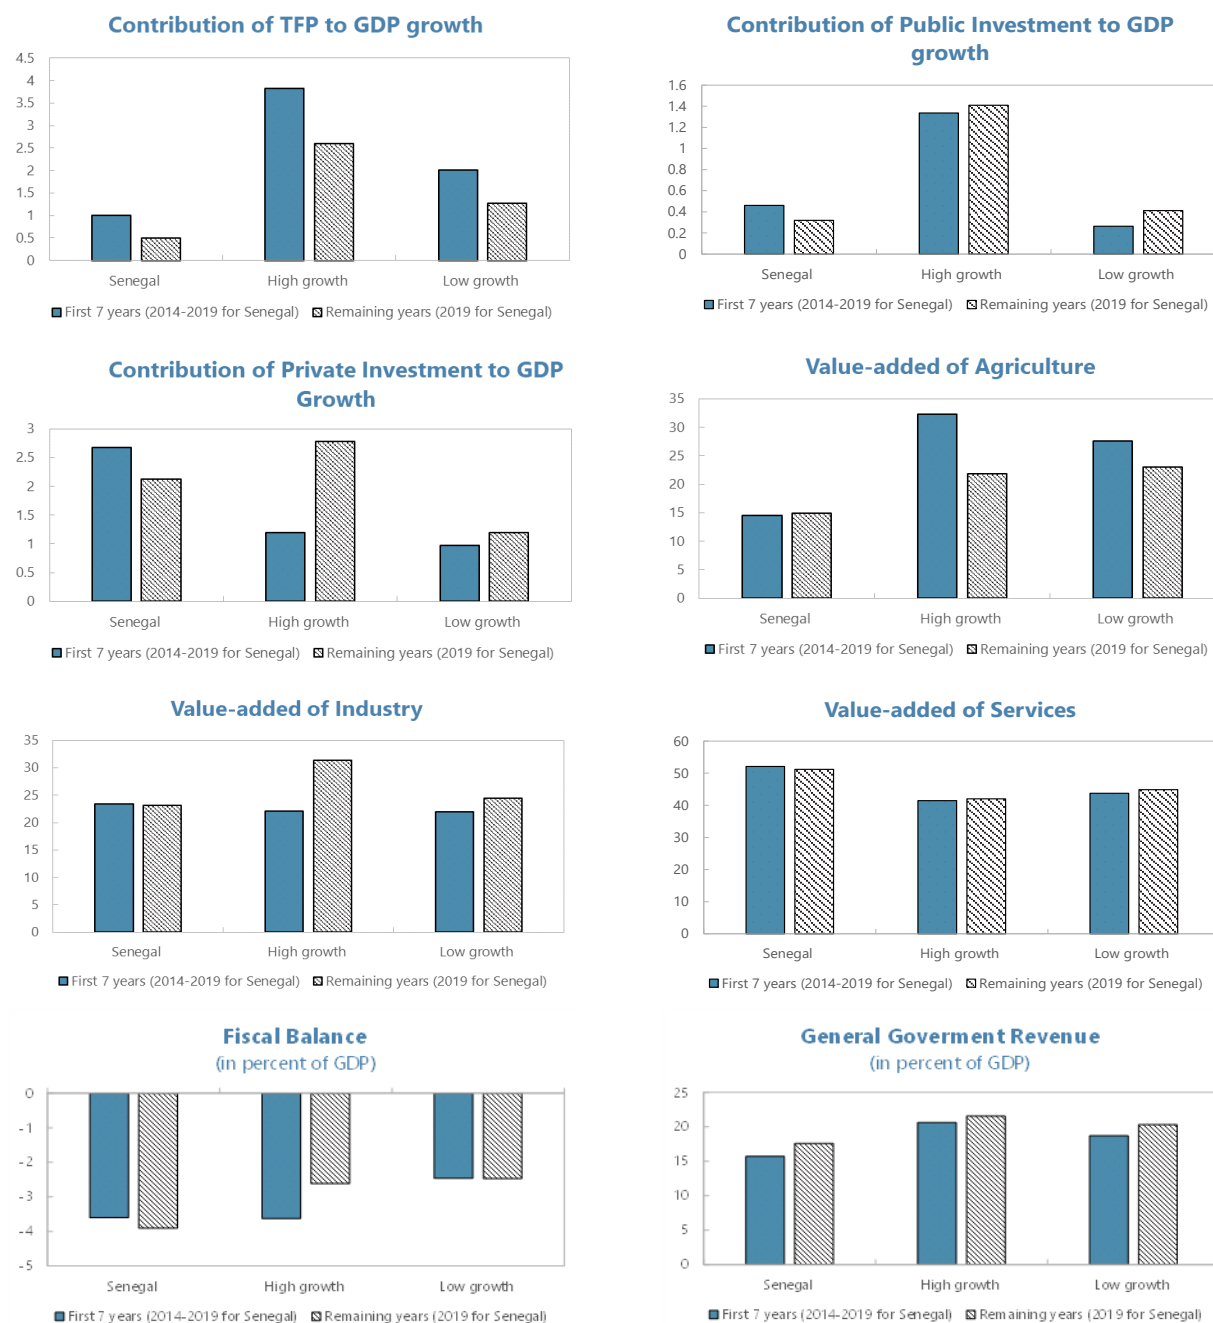 Contribution of TFP to GDP growth
4.5
4
3.5
3
2.5
2
1.5
1
0.5
0
Senegal High growth Low growth
First 7 years (2014-2019 for Senegal) Remaining years (2019 for Senegal)
Contribution of Public Investment to GDP
growth
1.6
1.4
1.2
1
0.8
0.6
0.4
0.2
0
Senegal High growth Low growth
First 7 years (2014-2019 for Senegal) Remaining years (2019 for Senegal)
Contribution of Private Investment to GDP
Growth
3
2.5
2
1.5
1
0.5
0
Senegal High growth Low growth
First 7 years (2014-2019 for Senegal) Remaining years (2019 for Senegal)
Value-added of Agriculture
35
30
25
20
15
10
5
0
Senegal High growth Low growth
First 7 years (2014-2019 for Senegal) Remaining years (2019 for Senegal)
Value-added of Industry
35
30
25
20
15
10
5
0
Senegal High growth Low growth
First 7 years (2014-2019 for Senegal) Remaining years (2019 for Senegal)
Value-added of Services
60
50
40
30
20
10
0
Senegal High growth Low growth
First 7 years (2014-2019 for Senegal) Remaining years (2019 for Senegal)
Fiscal Balance
(in percent of GDP)
0
-1
-2
-3
-4
-5
Senegal High growth Low growth
First 7 years (2014-2019 for Senegal) Remaining years (2019 for Senegal)
General Goverment Revenue
(in percent of GDP)
25
20
15
10
5
0
Senegal High growth Low growth
First 7 years (2014-2019 for Senegal) Remaining years (2019 for Senegal)